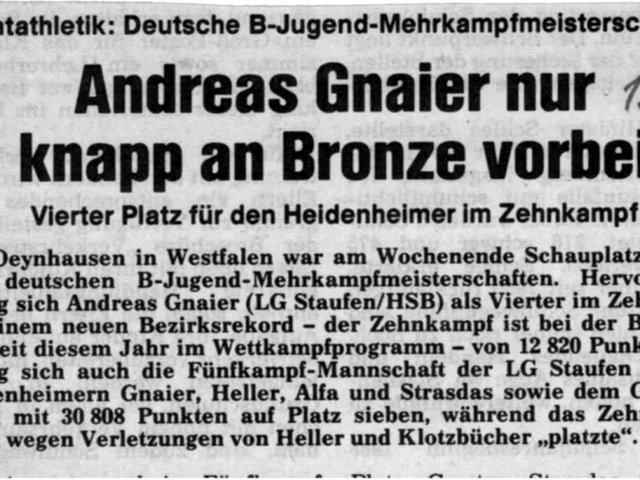 ntathletik: Deutsche B-Jugend-Mehrkampfmeistersc
Andreas Gnaier nur
knapp an Bronze vorbei
Vierter Platz für den Heidenheimer im Zehnkampf
Deynhausen in Westfalen war am Wochenende Schauplatz
deutschen B-Jugend-Mehrkampfmeisterschaften. Hervo
g sich Andreas Gnaier (LG Staufen/HSB) als Vierter im Zeh
inem neuen Bezirksrekord – der Zehnkampf ist bei der B
eit diesem Jahr im Wettkampfprogramm – von 12 820 Punk
g sich auch die Fünfkampf-Mannschaft der LG Staufen
enheimern Gnaier, Heller, Alfa und Strasdas sowie dem G
mit 30 808 Punkten auf Platz sieben, während das Zehn
wegen Verletzungen von Heller und Klotzbücher „platzte“.